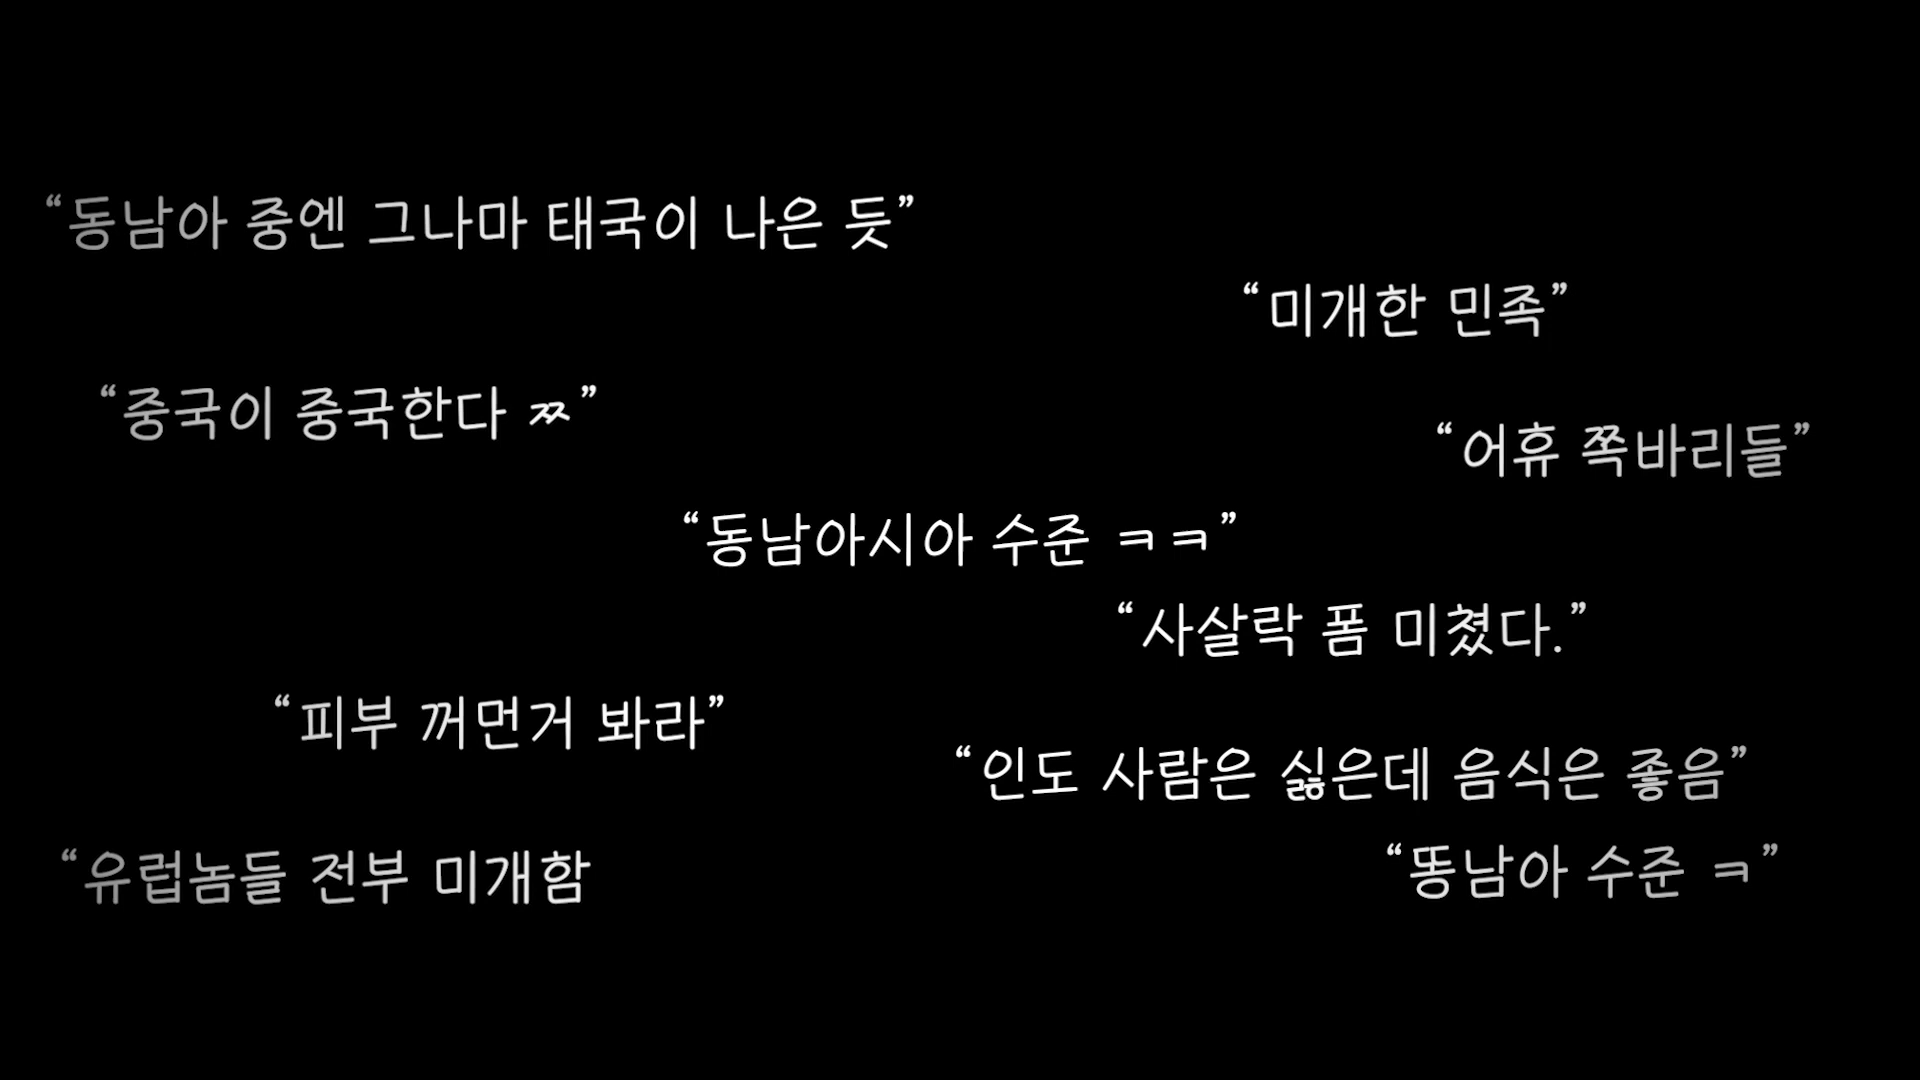 “동남아 중엔 그나마 태국이 나은 듯”
“미개한 민족”
“중국이 중국한다 ㅉ”
“어휴 쪽바리들”
“동남아시아 수준 ㅋㅋ”
“사살락 폼 미쳤다.”
“피부 꺼먼거 봐라”
“인도 사람은 싫은데 음식은 좋음”
“유럽놈들 전부 미개함
“똥남아 수준 ㅋ”